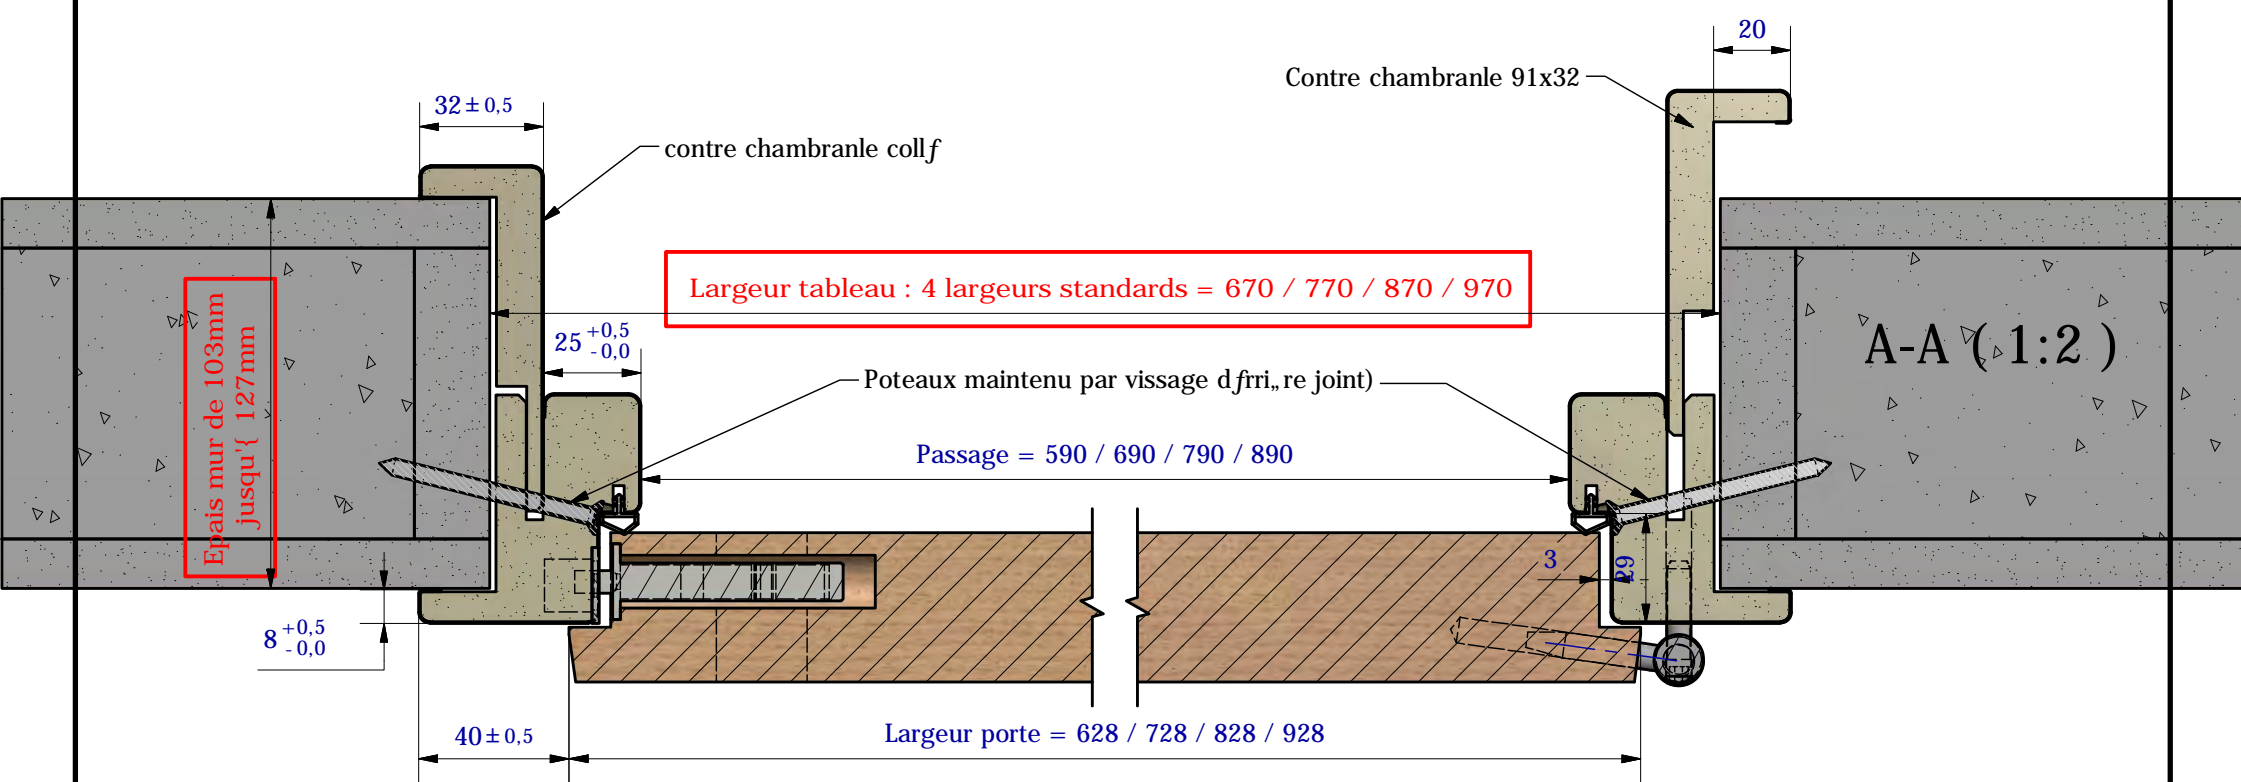 20
Contre chambranle 91x32
32±0,5
contre chambranle collƒ
Largeur tableau : 4 largeurs standards = 670 / 770 / 870 / 970
Epais mur de 103mm
jusqu'{ 127mm
25 +0,5
-0,0
A-A ( 1:2 )
Poteaux maintenu par vissage dƒrri„re joint)
Passage = 590 / 690 / 790 / 890
3
29
8 +0,5
-0,0
40±0,5
Largeur porte = 628 / 728 / 828 / 928